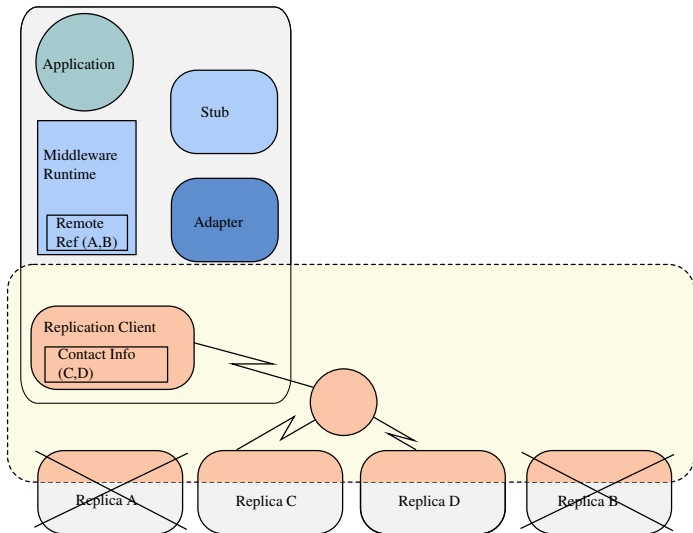 Application
Stub
Middleware
Runtime
Remote
Ref (A,B)
Adapter
Replication Client
Contact Info
(C,D)
Replica A
Replica C
Replica D
Replica B